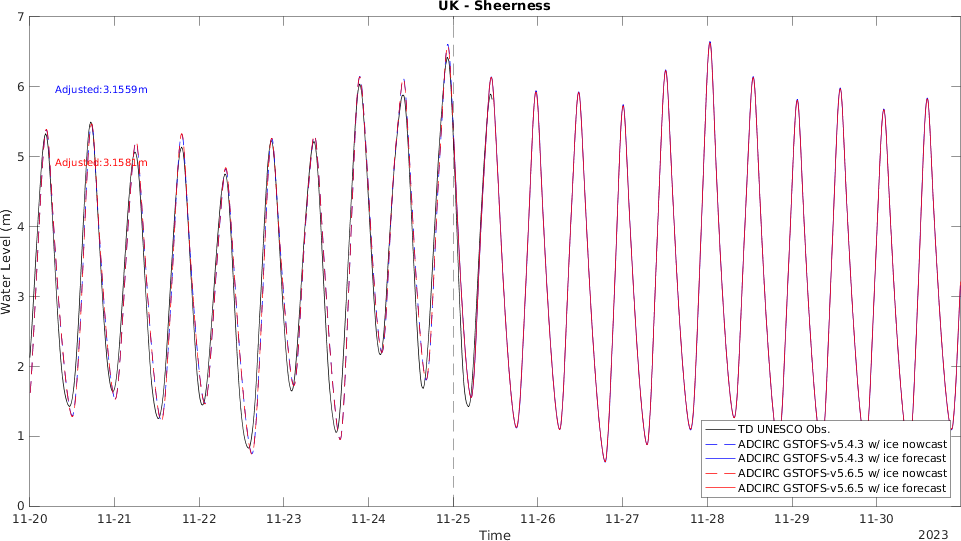 UK - Sheerness
7
6
5
4
3
2
1
0
Water Level (m)
Adjusted:3.1559m
Adjusted:3.1581m
TD UNESCO Obs.
ADCIRC GSTOFS-v5.4.3 w/ ice nowcast
ADCIRC GSTOFS-v5.4.3 w/ ice forecast
ADCIRC GSTOFS-v5.6.5 w/ ice nowcast
ADCIRC GSTOFS-v5.6.5 w/ ice forecast
11-20 11-21 11-22 11-23 11-24 11-25 11-26 11-27 11-28 11-29 11-30
Time
2023